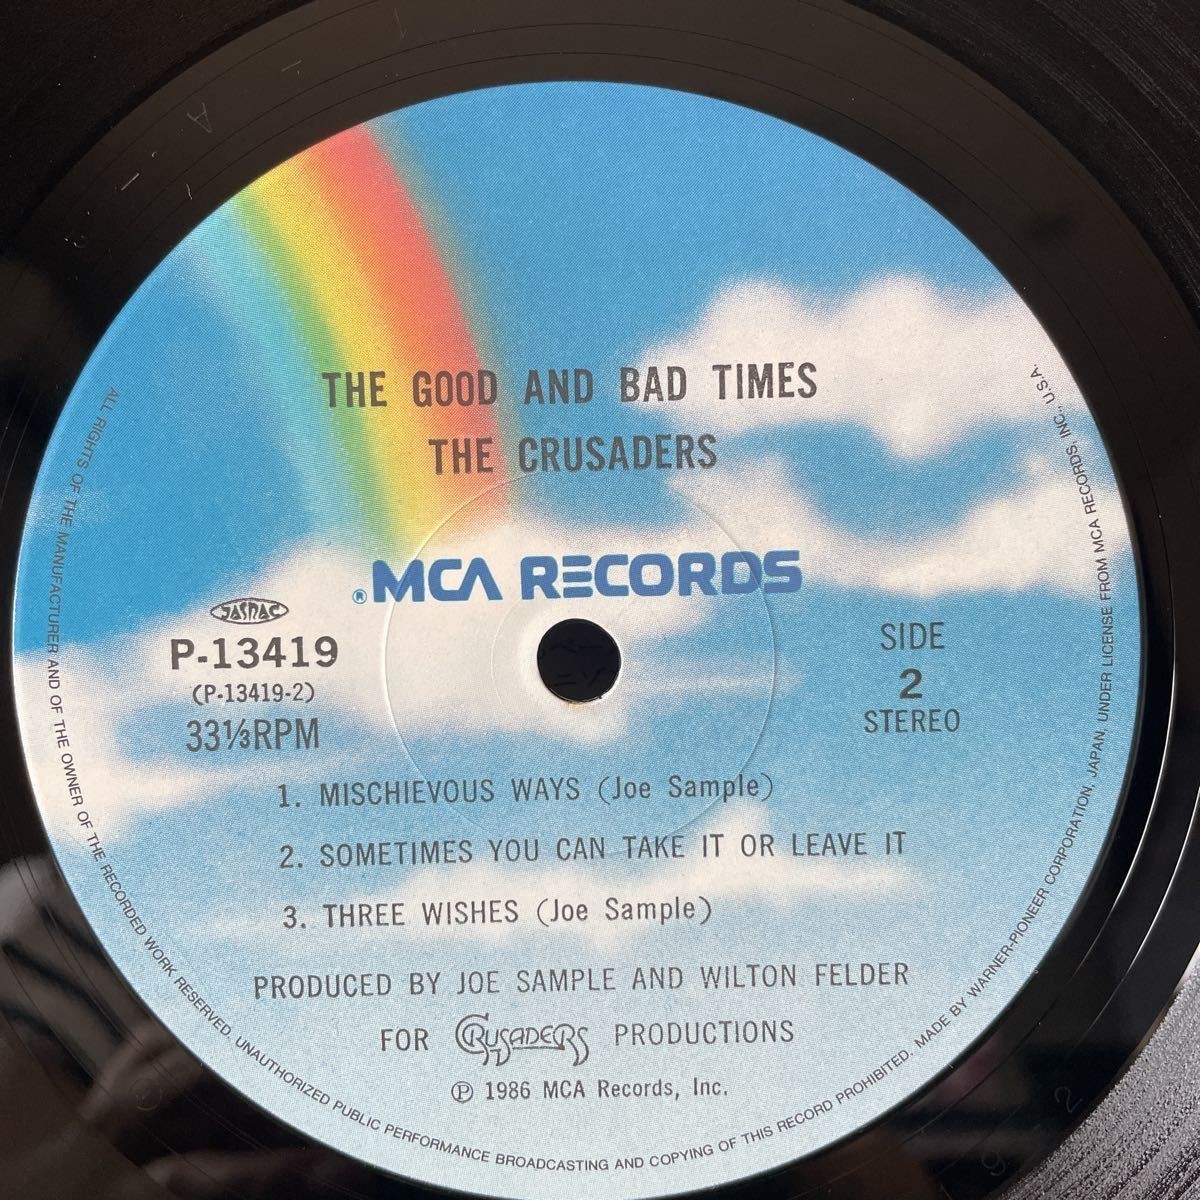 THE GOOD AND BAD TIMES
THE CRUSADERS
® MCA RECORDS
JASRAC
P-13419
(P-13419-2)
33⅓RPM
SIDE
2
STEREO
1. MISCHIEVOUS WAYS (Joe Sample)
2. SOMETIMES YOU CAN TAKE IT OR LEAVE IT
3. THREE WISHES (Joe Sample)
PRODUCED BY JOE SAMPLE AND WILTON FELDER
FOR CRUSADERS PRODUCTIONS
Ⓟ 1986 MCA Records, Inc.
ALL RIGHTS OF THE MANUFACTURER AND OF THE OWNER OF THE RECORDED WORK RESERVED. UNAUTHORIZED PUBLIC PERFORMANCE BROADCASTING AND COPYING OF THIS RECORD PROHIBITED. MADE BY WARNER-PIONEER CORPORATION, JAPAN. UNDER LICENSE FROM MCA RECORDS, INC., U.S.A.